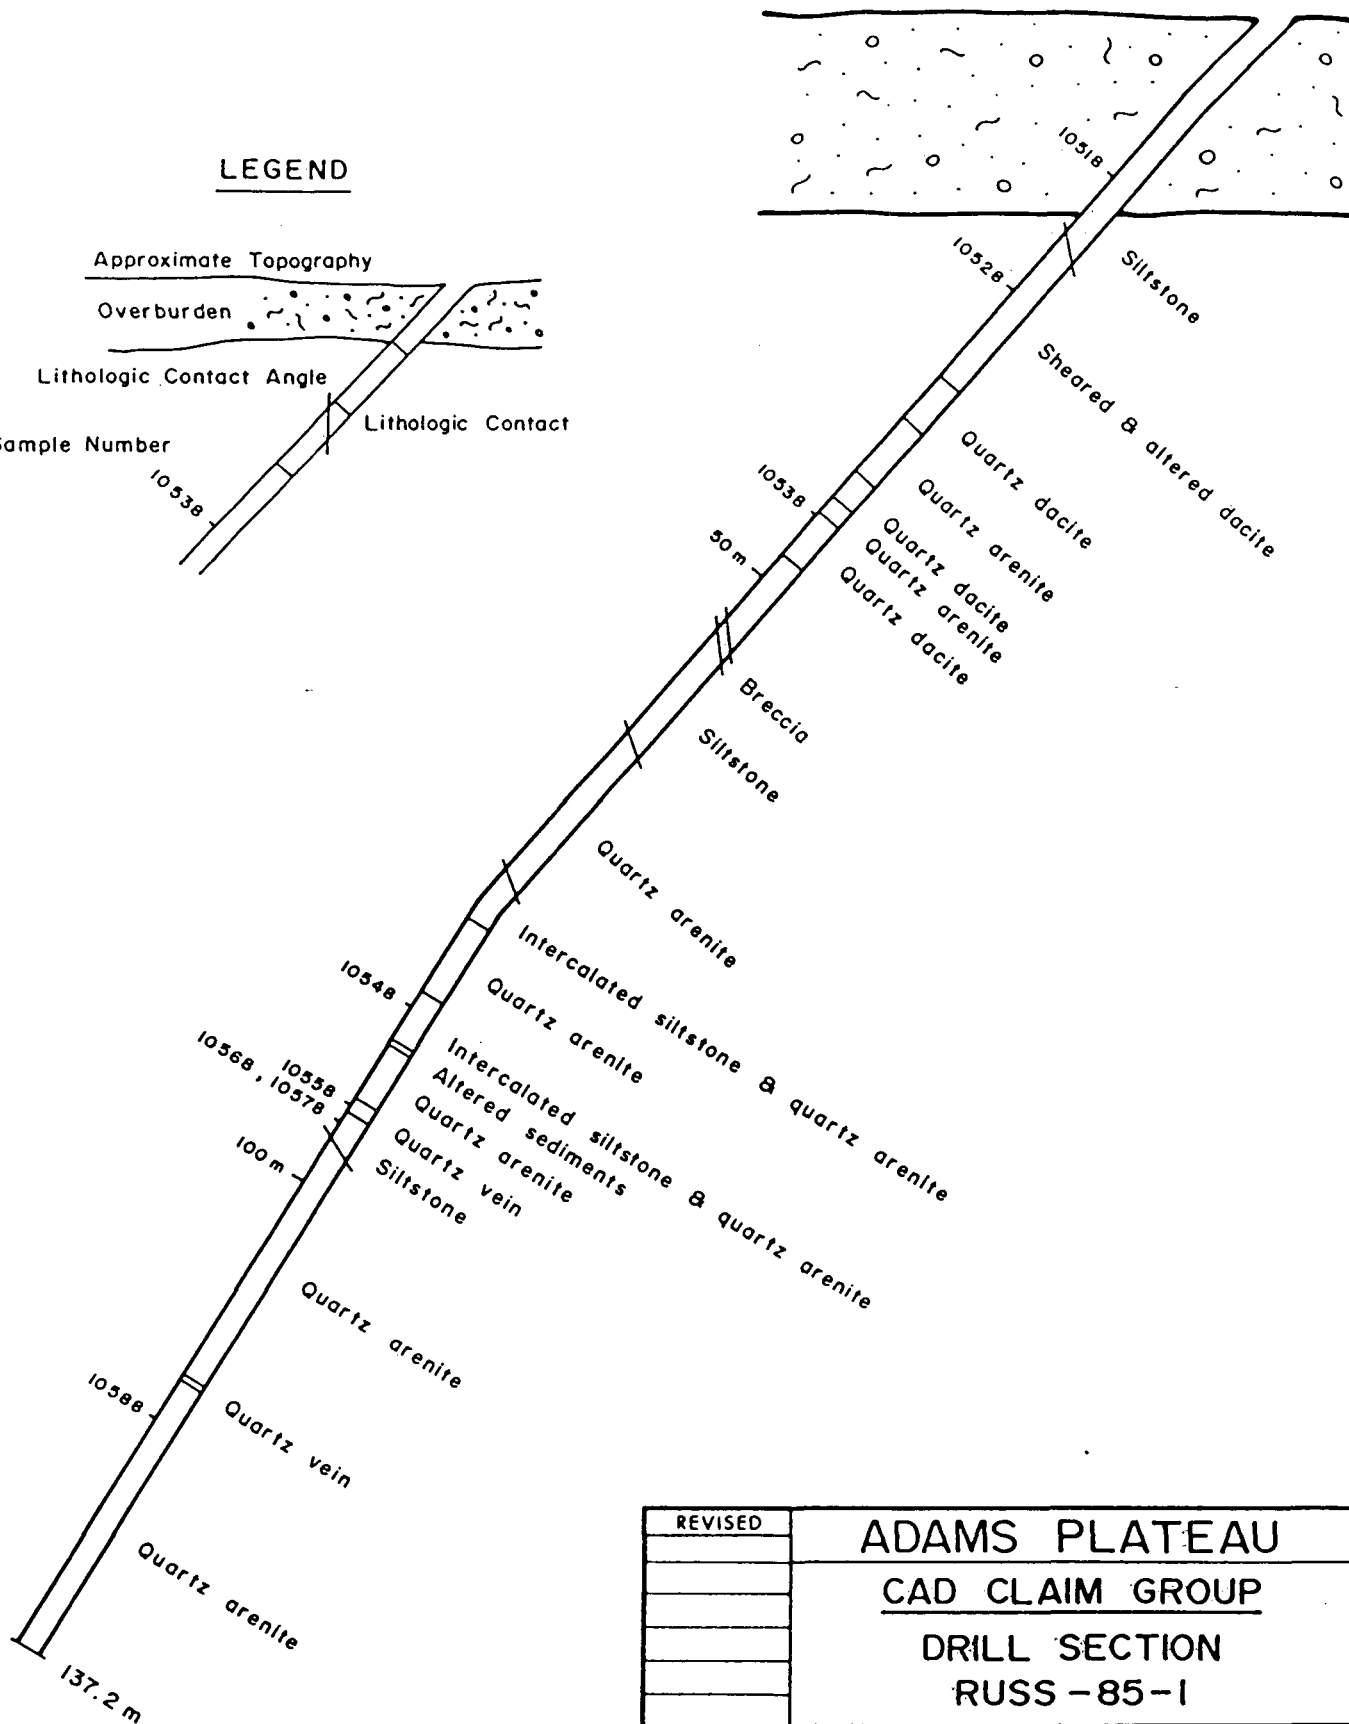 LEGEND
Approximate Topography
Overburden
Lithologic Contact Angle
Lithologic Contact
Sample Number
10538
10518
10528
Siltstone
Sheared & altered dacite
Quartz dacite
Quartz arenite
10538
Quartz dacite
Quartz arenite
50 m
Quartz dacite
Breccia
Siltstone
Quartz arenite
Intercalated siltstone & quartz arenite
10548
Quartz arenite
Intercalated siltstone & quartz arenite
10558
Altered sediments
10568, 10578
Quartz arenite
Quartz vein
100 m
Siltstone
Quartz arenite
10588
Quartz vein
Quartz arenite
137.2 m
REVISED
ADAMS PLATEAU
CAD CLAIM GROUP
DRILL SECTION
RUSS-85-1